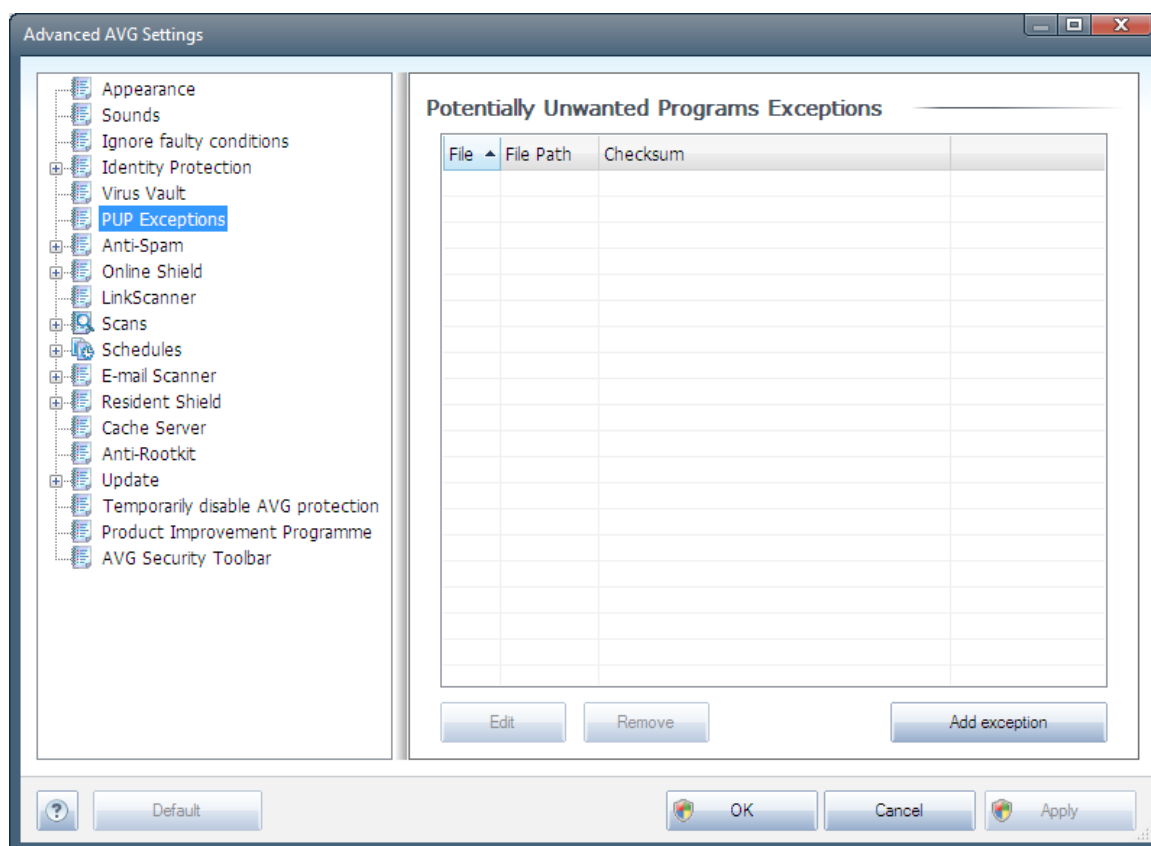 Advanced AVG Settings
Appearance
Sounds
Ignore faulty conditions
Identity Protection
Virus Vault
PUP Exceptions
Anti-Spam
Online Shield
LinkScanner
Scans
Schedules
E-mail Scanner
Resident Shield
Cache Server
Anti-Rootkit
Update
Temporarily disable AVG protection
Product Improvement Programme
AVG Security Toolbar
Potentially Unwanted Programs Exceptions
File File Path Checksum
Edit Remove Add exception
? Default OK Cancel Apply